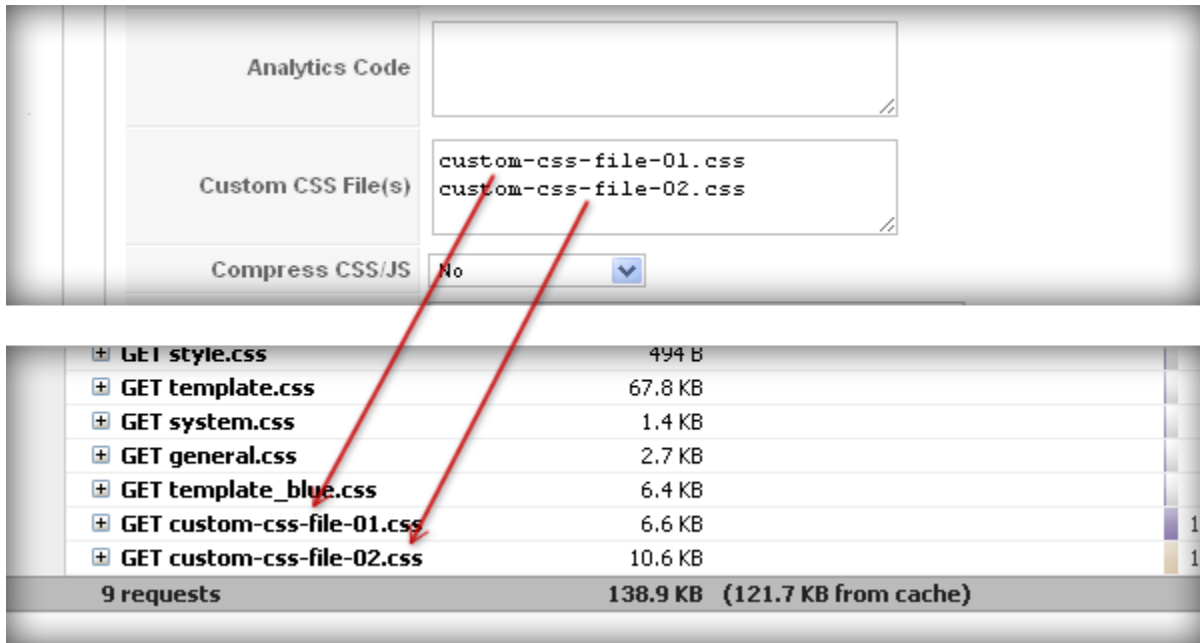 Analytics Code
Custom CSS File(s)
custom-css-file-01.css
custom-css-file-02.css
Compress CSS/JS No
GET style.css 494 B
GET template.css 67.8 KB
GET system.css 1.4 KB
GET general.css 2.7 KB
GET template_blue.css 6.4 KB
GET custom-css-file-01.css 6.6 KB 1
GET custom-css-file-02.css 10.6 KB 1
9 requests 138.9 KB (121.7 KB from cache)